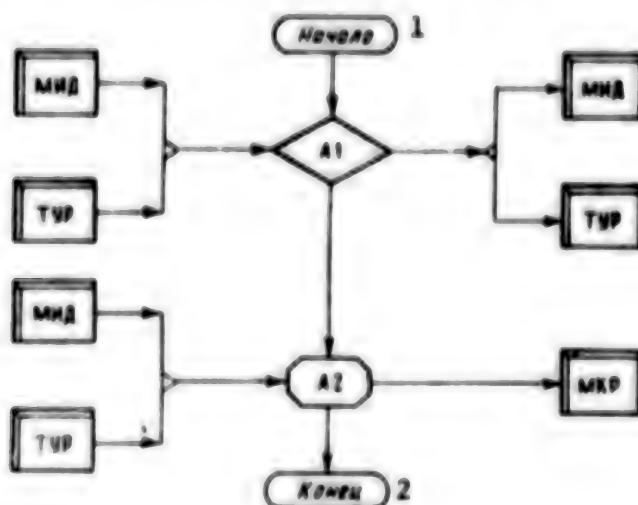 Начало 1
МИД МИД
А1
ТУР ТУР
МИД
А2 МКР
ТУР
Конец 2